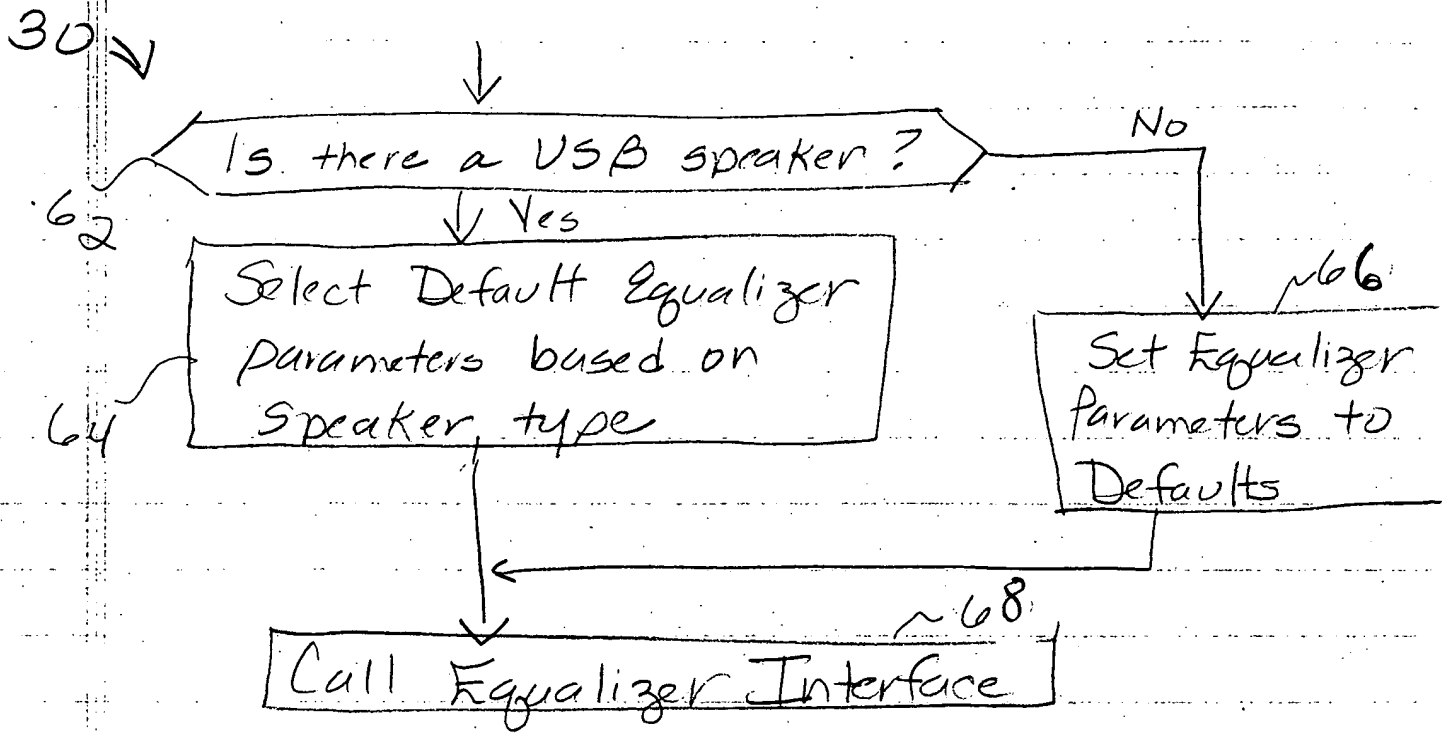 30
Is there a USB speaker?
No
62
Yes
Select Default Equalizer
parameters based on
speaker type
64
66
Set Equalizer
Parameters to
Defaults
68
Call Equalizer Interface